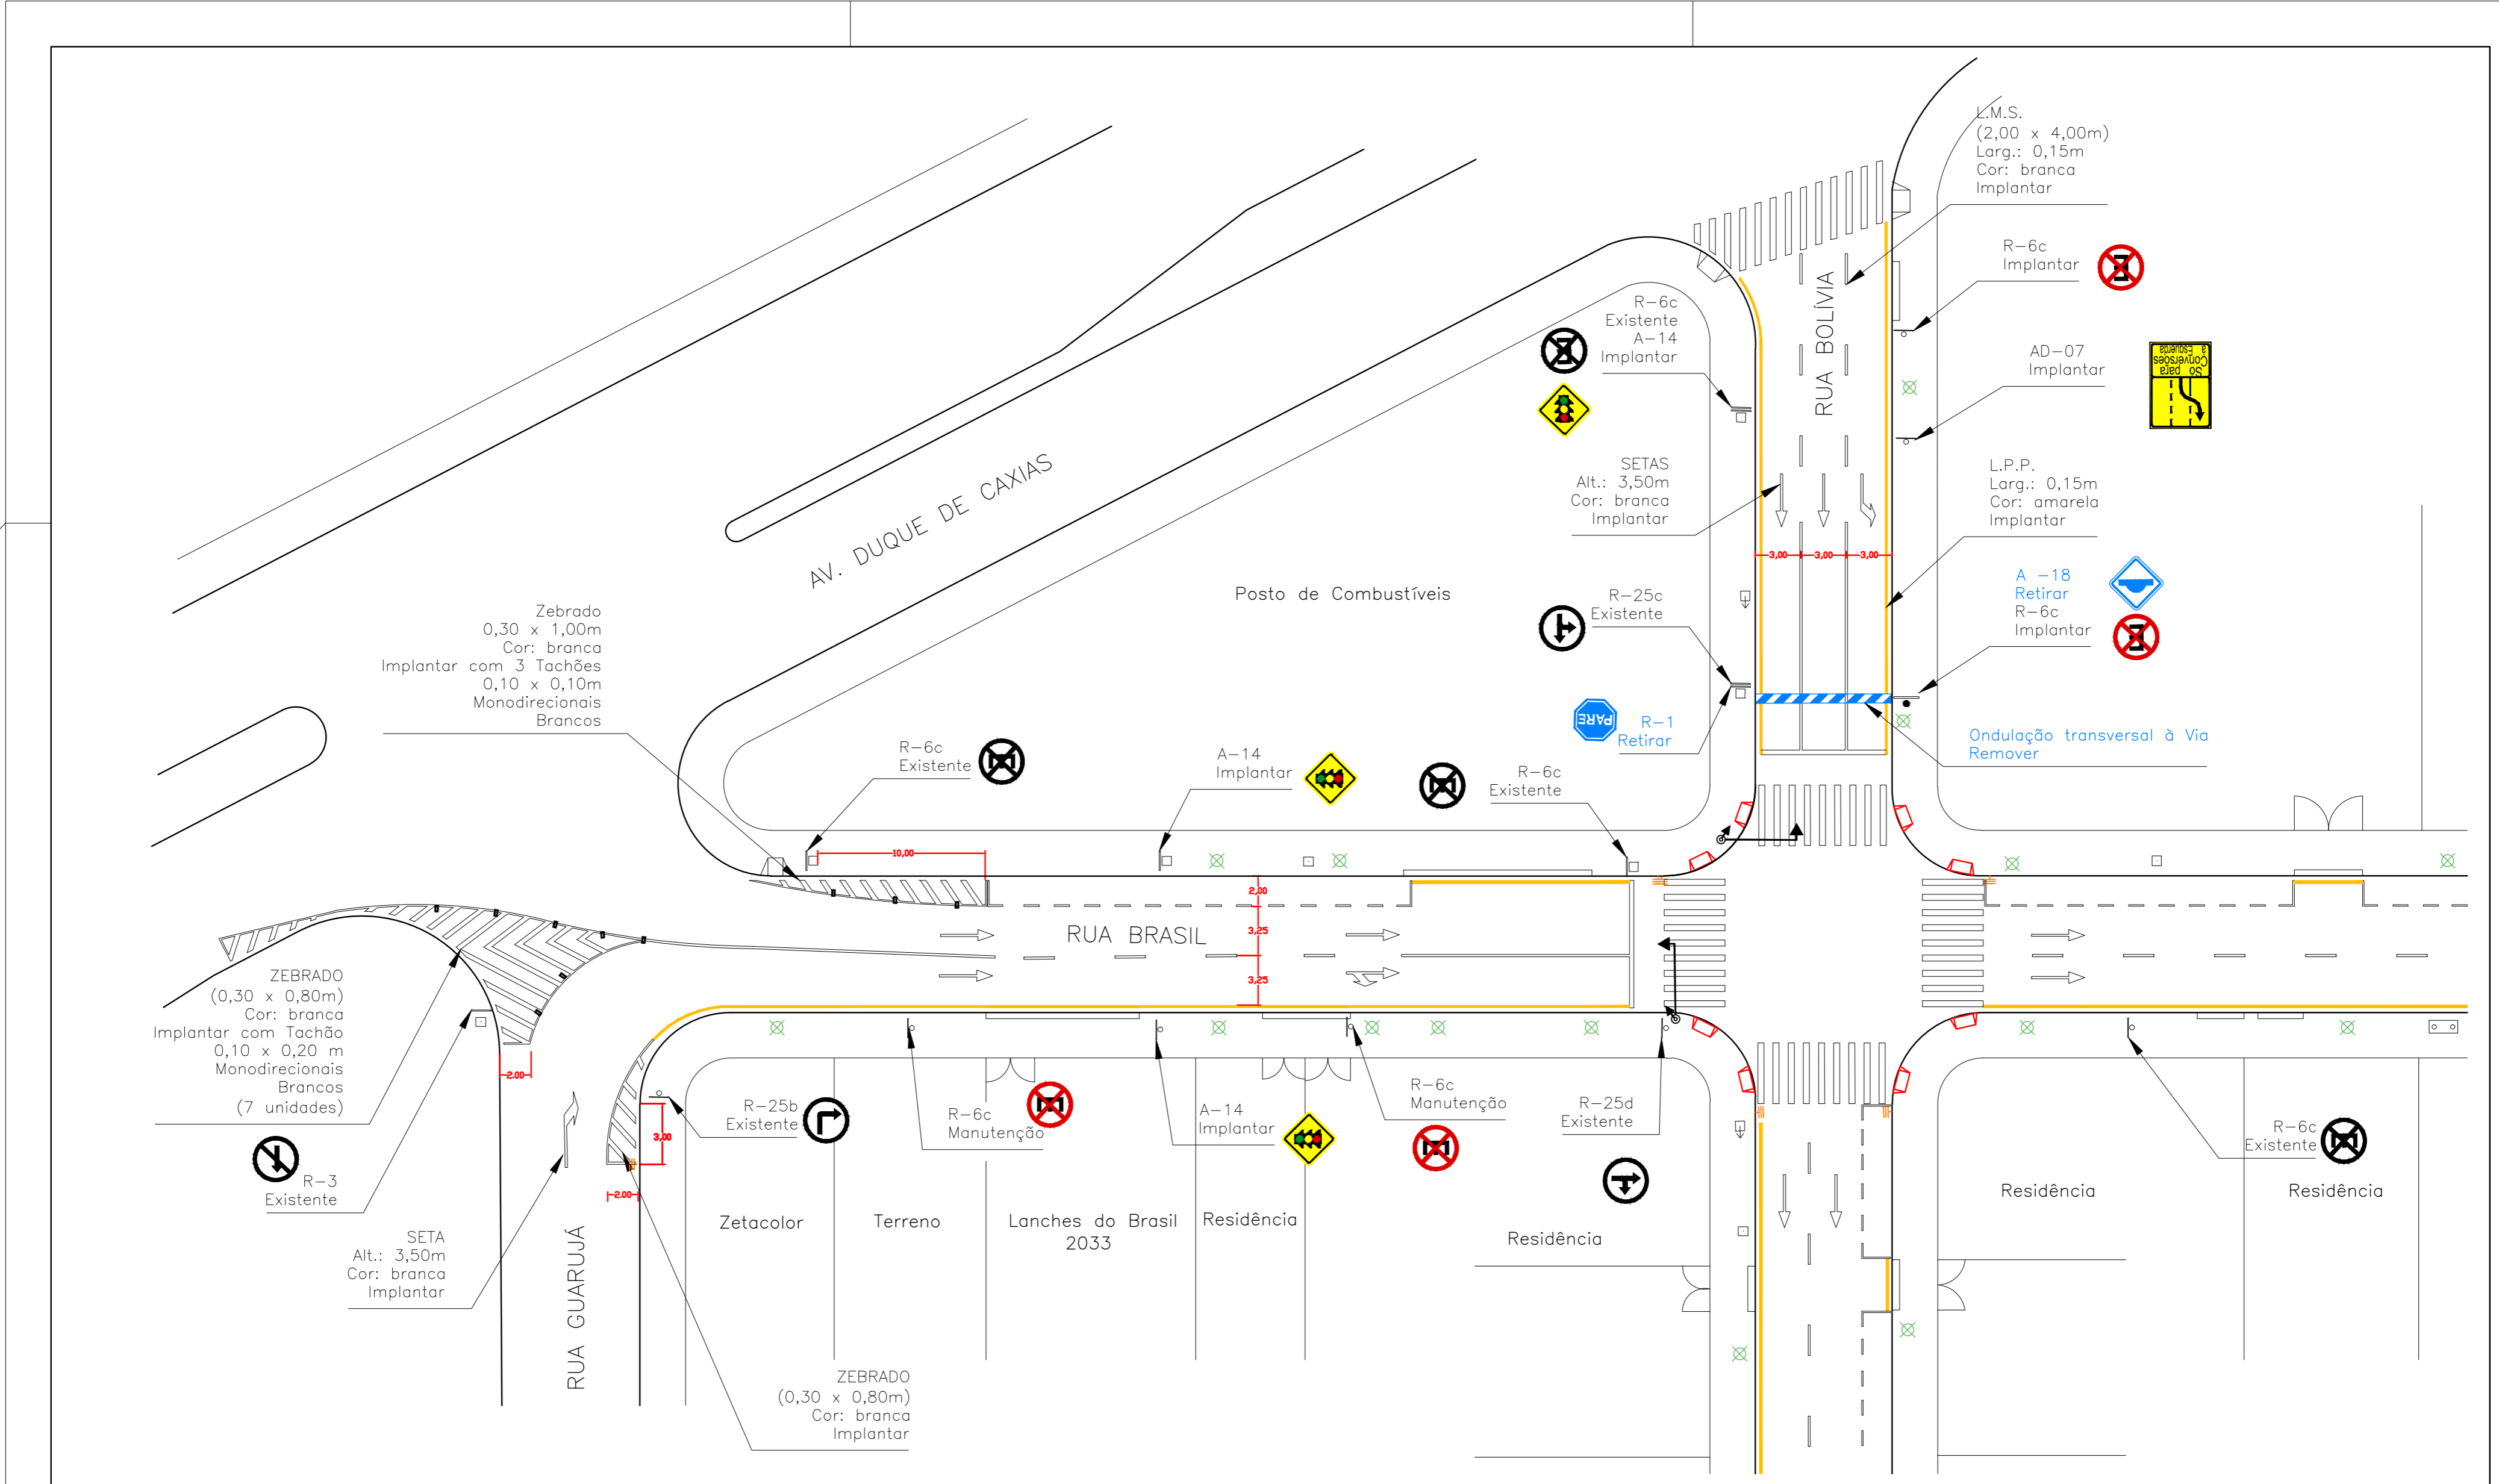 L.M.S.
(2,00 x 4,00m)
Larg.: 0,15m
Cor: branca
Implantar
R-6c
Implantar
R-6c
Existente
A-14
Implantar
RUA BOLÍVIA
AD-07
Implantar
Só para
Conversões
à Esquerda
SETAS
Alt.: 3,50m
Cor: branca
Implantar
L.P.P.
Larg.: 0,15m
Cor: amarela
Implantar
3,00
3,00
3,00
AV. DUQUE DE CAXIAS
Posto de Combustíveis
R-25c
Existente
A -18
Retirar
R-6c
Implantar
Zebrado
0,30 x 1,00m
Cor: branca
Implantar com 3 Tachões
0,10 x 0,10m
Monodirecionais
Brancos
PARE
R-1
Retirar
Ondulação transversal à Via
Remover
R-6c
Existente
A-14
Implantar
R-6c
Existente
10,00
2,00
3,25
3,25
RUA BRASIL
ZEBRADO
(0,30 x 0,80m)
Cor: branca
Implantar com Tachão
0,10 x 0,20 m
Monodirecionais
Brancos
(7 unidades)
2.00
R-3
Existente
3,00
2.00
R-25b
Existente
R-6c
Manutenção
A-14
Implantar
R-6c
Manutenção
R-25d
Existente
R-6c
Existente
SETA
Alt.: 3,50m
Cor: branca
Implantar
RUA GUARUJÁ
Zetacolor
Terreno
Lanches do Brasil
2033
Residência
Residência
Residência
Residência
ZEBRADO
(0,30 x 0,80m)
Cor: branca
Implantar